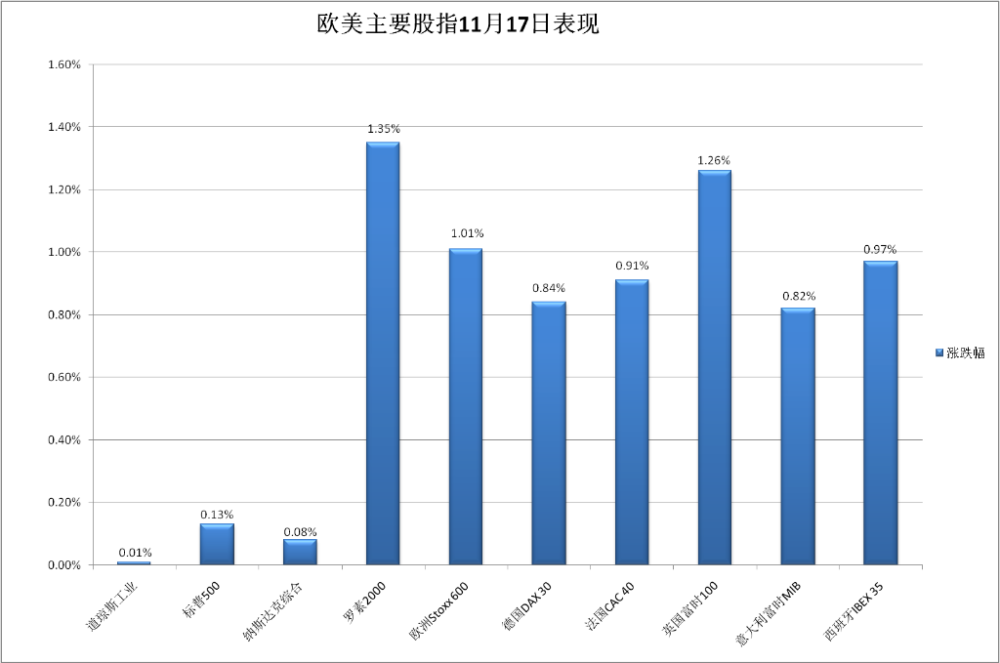 欧美主要股指11月17日表现
1.60%
1.40%
1.20%
1.00%
0.80%
0.60%
0.40%
0.20%
0.00%
0.01%
0.13%
0.08%
1.35%
1.01%
0.84%
0.91%
1.26%
0.82%
0.97%
道琼斯工业
标普500
纳斯达克综合
罗素2000
欧洲Stoxx 600
德国DAX 30
法国CAC 40
英国富时100
意大利富时MIB
西班牙IBEX 35
涨跌幅